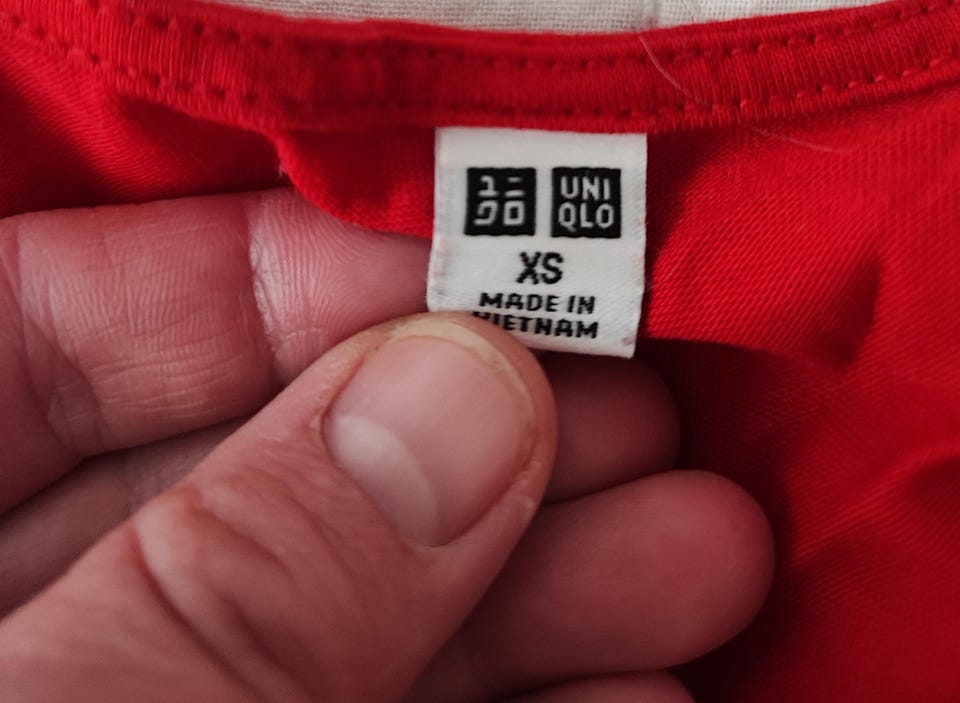 ユニ
クロ
UNI
QLO
XS
MADE IN
VIETNAM